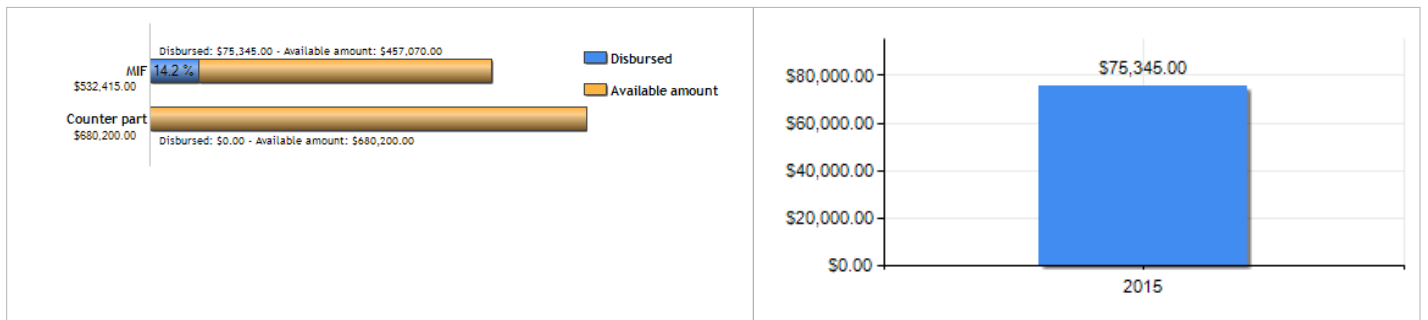 Disbursed: $75,345.00 - Available amount: $457,070.00
MIF 14.2 %
$532,415.00
Counter part
$680,200.00
Disbursed: $0.00 - Available amount: $680,200.00
Disbursed
Available amount
$75,345.00
$80,000.00
$60,000.00
$40,000.00
$20,000.00
$0.00
2015